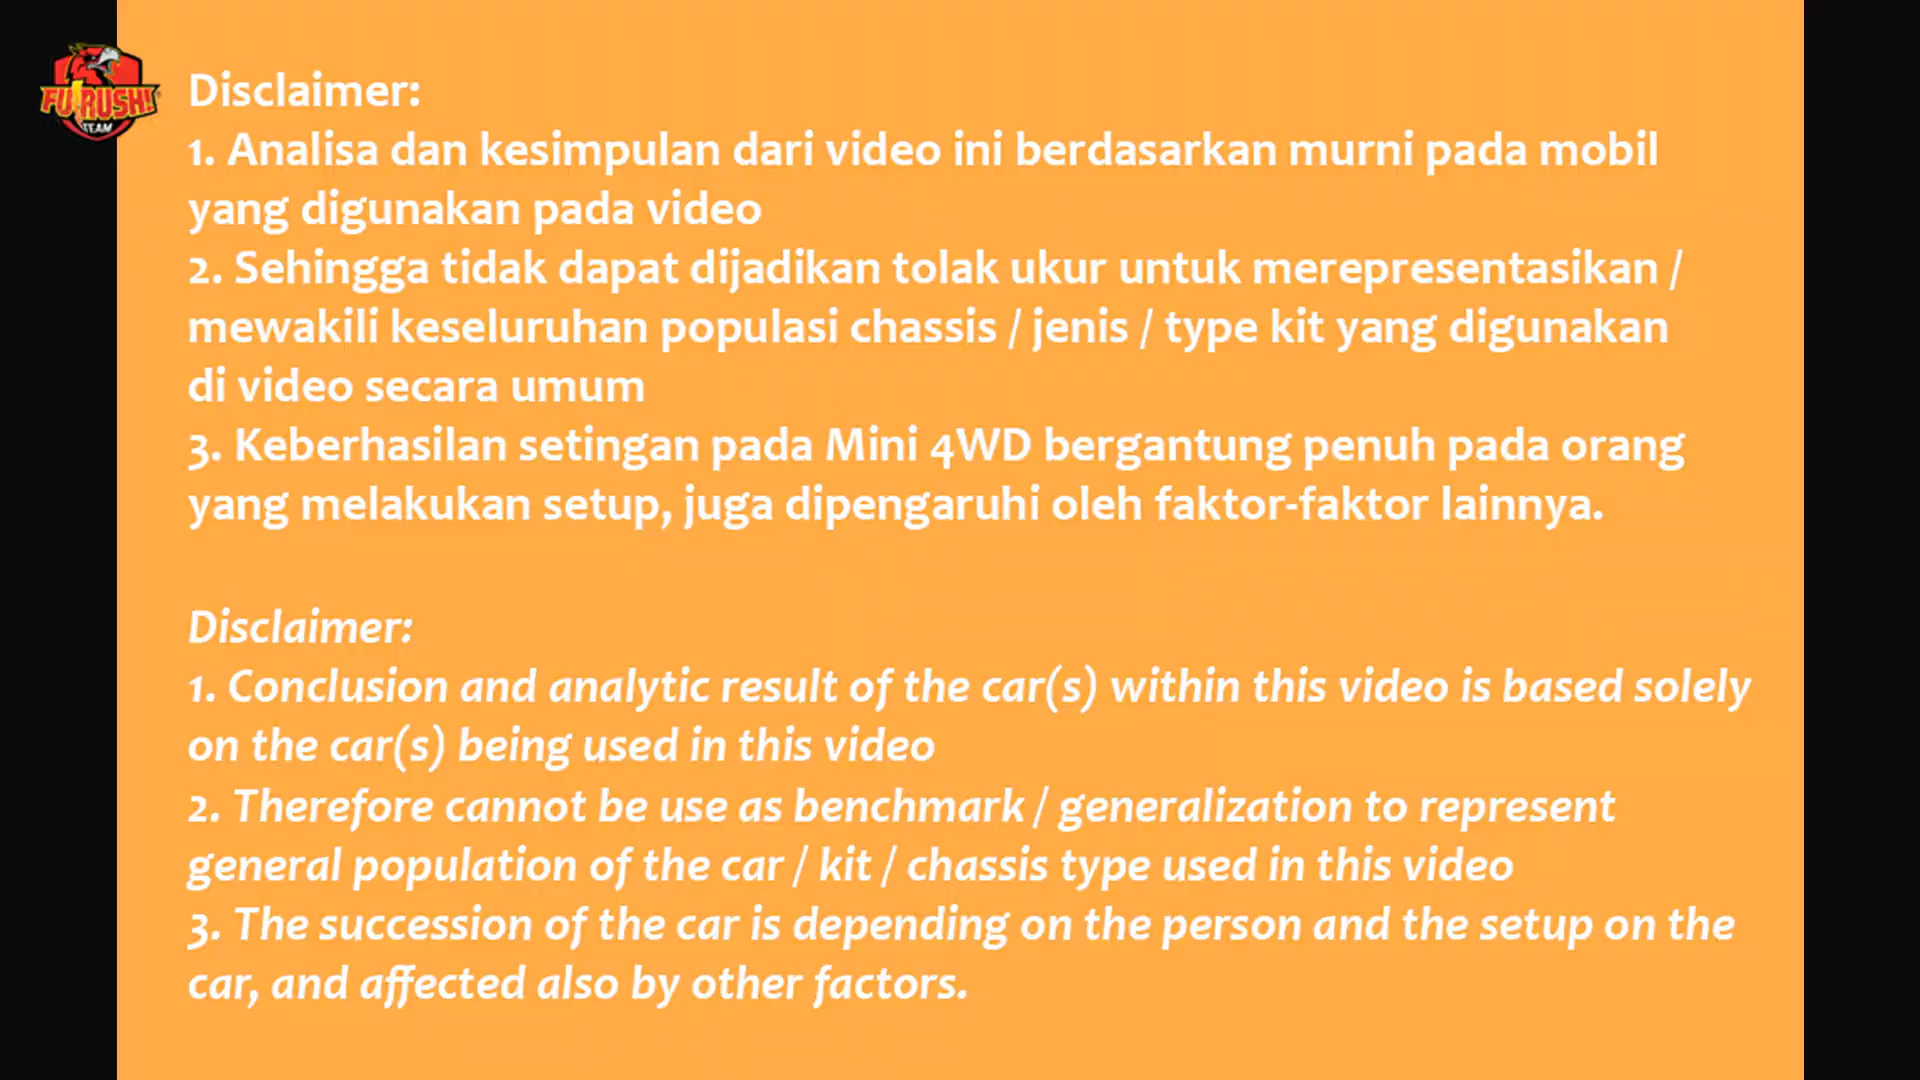 FU RUSH!
TEAM
Disclaimer:
1. Analisa dan kesimpulan dari video ini berdasarkan murni pada mobil
yang digunakan pada video
2. Sehingga tidak dapat dijadikan tolak ukur untuk merepresentasikan /
mewakili keseluruhan populasi chassis / jenis / type kit yang digunakan
di video secara umum
3. Keberhasilan setingan pada Mini 4WD bergantung penuh pada orang
yang melakukan setup, juga dipengaruhi oleh faktor-faktor lainnya.
Disclaimer:
1. Conclusion and analytic result of the car(s) within this video is based solely
on the car(s) being used in this video
2. Therefore cannot be use as benchmark / generalization to represent
general population of the car / kit / chassis type used in this video
3. The succession of the car is depending on the person and the setup on the
car, and affected also by other factors.